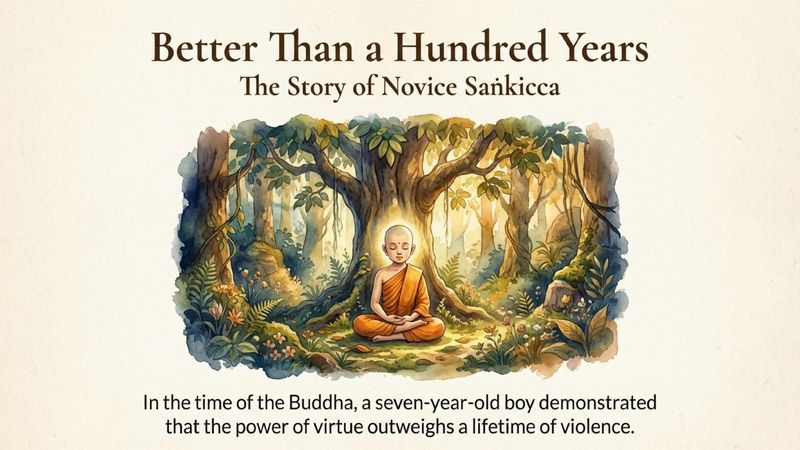 Better Than a Hundred Years
The Story of Novice Saṅkicca
In the time of the Buddha, a seven-year-old boy demonstrated
that the power of virtue outweighs a lifetime of violence.